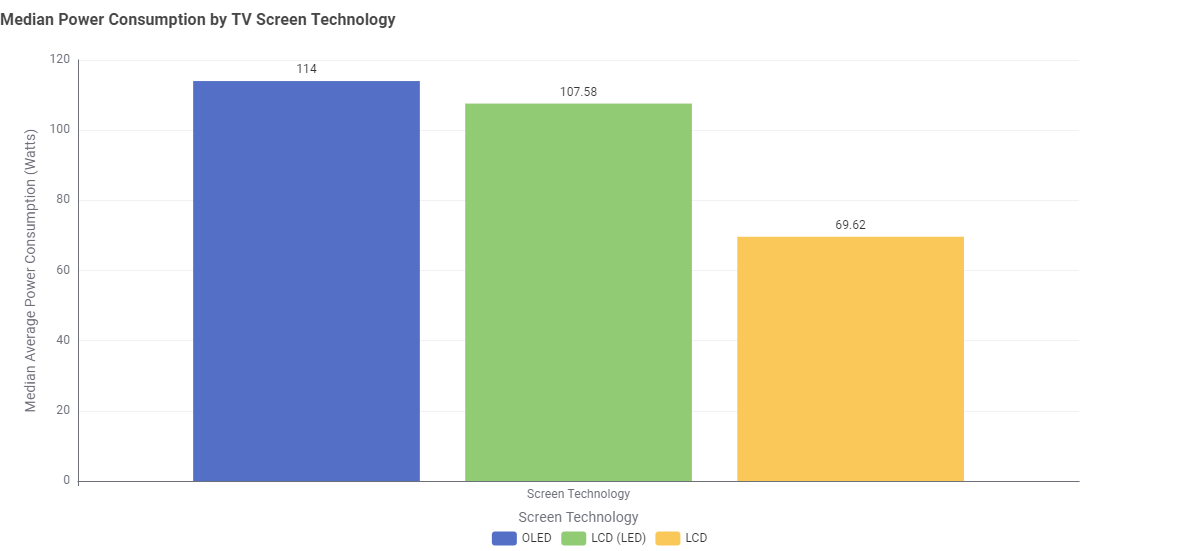 Median Power Consumption by TV Screen Technology
Median Average Power Consumption (Watts)
120
100
80
60
40
20
0
114
107.58
69.62
Screen Technology
Screen Technology
OLED LCD (LED) LCD